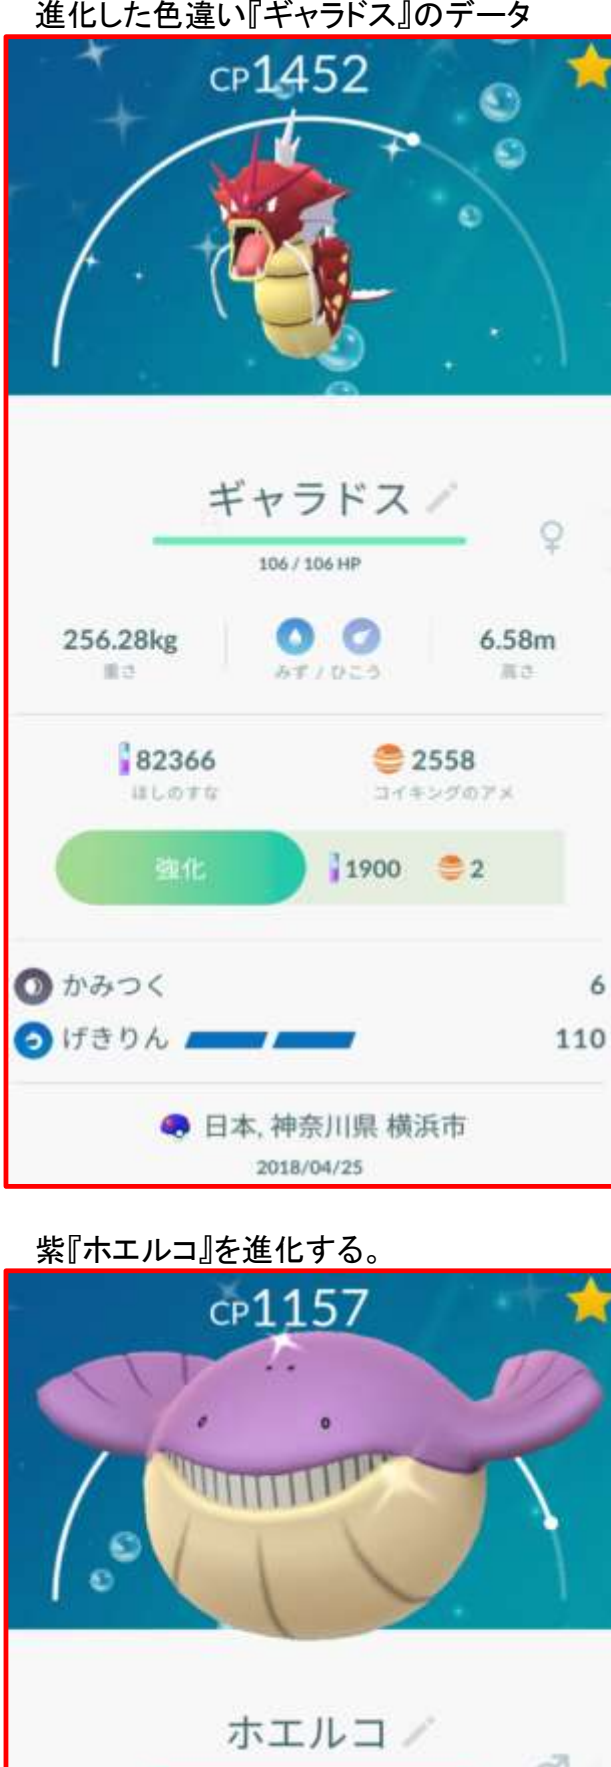 進化した色違い『ギャラドス』のデータ
CP1452
ギャラドス
106 / 106 HP
256.28kg
重さ
みず / ひこう
6.58m
高さ
82366
ほしのすな
2558
コイキングのアメ
強化
1900
2
かみつく 6
げきりん 110
日本, 神奈川県 横浜市
2018/04/25
紫『ホエルコ』を進化する。
CP1157
ホエルコ